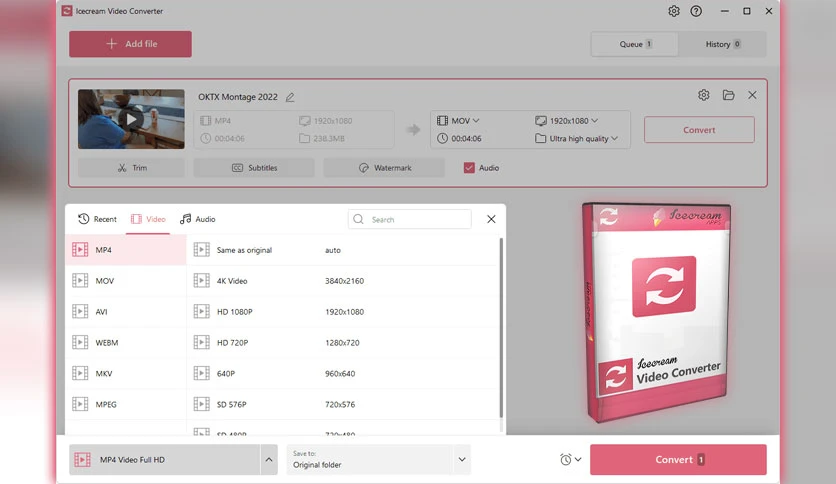 Icecream Video Converter
Add file
Queue 1
History 0
OKTX Montage 2022
MP4
1920x1080
00:04:06
238.3MB
MOV
1920x1080
00:04:06
Ultra high quality
Convert
Trim
Subtitles
Watermark
Audio
Recent
Video
Audio
Search
MP4
Same as original
auto
MOV
4K Video
3840x2160
AVI
HD 1080P
1920x1080
WEBM
HD 720P
1280x720
MKV
640P
960x640
MPEG
SD 576P
720x576
SD 480P
720x480
Icecream
APPS
Icecream
Video Converter
MP4 Video Full HD
Save to:
Original folder
Convert 1